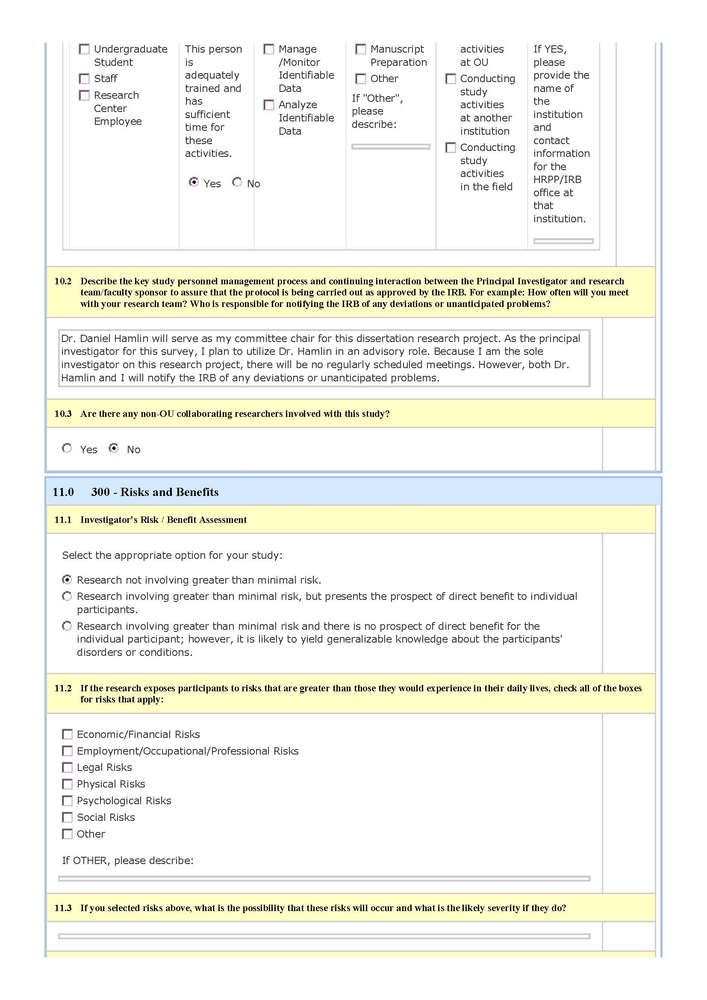 Undergraduate
Student
Staff
Research
Center
Employee
This person
is
adequately
trained and
has
sufficient
time for
these
activities.
Yes No
Manage
/Monitor
Identifiable
Data
Analyze
Identifiable
Data
Manuscript
Preparation
Other
If "Other",
please
describe:
activities
at OU
Conducting
study
activities
at another
institution
Conducting
study
activities
in the field
If YES,
please
provide the
name of
the
institution
and
contact
information
for the
HRPP/IRB
office at
that
institution.
10.2 Describe the key study personnel management process and continuing interaction between the Principal Investigator and research
team/faculty sponsor to assure that the protocol is being carried out as approved by the IRB. For example: How often will you meet
with your research team? Who is responsible for notifying the IRB of any deviations or unanticipated problems?
Dr. Daniel Hamlin will serve as my committee chair for this dissertation research project. As the principal
investigator for this survey, I plan to utilize Dr. Hamlin in an advisory role. Because I am the sole
investigator on this research project, there will be no regularly scheduled meetings. However, both Dr.
Hamlin and I will notify the IRB of any deviations or unanticipated problems.
10.3 Are there any non-OU collaborating researchers involved with this study?
Yes No
11.0 300 - Risks and Benefits
11.1 Investigator's Risk / Benefit Assessment
Select the appropriate option for your study:
Research not involving greater than minimal risk.
Research involving greater than minimal risk, but presents the prospect of direct benefit to individual
participants.
Research involving greater than minimal risk and there is no prospect of direct benefit for the
individual participant; however, it is likely to yield generalizable knowledge about the participants'
disorders or conditions.
11.2 If the research exposes participants to risks that are greater than those they would experience in their daily lives, check all of the boxes
for risks that apply:
Economic/Financial Risks
Employment/Occupational/Professional Risks
Legal Risks
Physical Risks
Psychological Risks
Social Risks
Other
If OTHER, please describe:
11.3 If you selected risks above, what is the possibility that these risks will occur and what is the likely severity if they do?